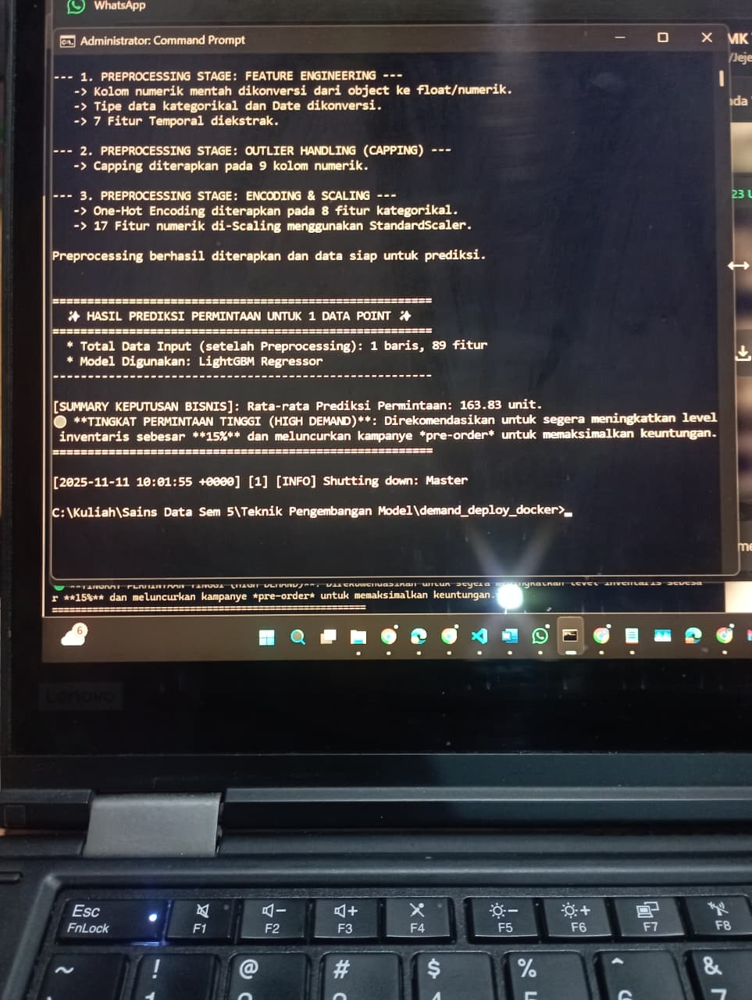 WhatsApp
Administrator: Command Prompt
MK
/Jeje
--- 1. PREPROCESSING STAGE: FEATURE ENGINEERING ---
-> Kolom numerik mentah dikonversi dari object ke float/numerik.
-> Tipe data kategorikal dan Date dikonversi.
-> 7 Fitur Temporal diekstrak.
--- 2. PREPROCESSING STAGE: OUTLIER HANDLING (CAPPING) ---
-> Capping diterapkan pada 9 kolom numerik.
--- 3. PREPROCESSING STAGE: ENCODING & SCALING ---
-> One-Hot Encoding diterapkan pada 8 fitur kategorikal.
-> 17 Fitur numerik di-Scaling menggunakan StandardScaler.
Preprocessing berhasil diterapkan dan data siap untuk prediksi.
======================================================
✨ HASIL PREDIKSI PERMINTAAN UNTUK 1 DATA POINT ✨
======================================================
* Total Data Input (setelah Preprocessing): 1 baris, 89 fitur
* Model Digunakan: LightGBM Regressor
------------------------------------------------------
[SUMMARY KEPUTUSAN BISNIS]: Rata-rata Prediksi Permintaan: 163.83 unit.
**TINGKAT PERMINTAAN TINGGI (HIGH DEMAND)**: Direkomendasikan untuk segera meningkatkan level
inventaris sebesar **15%** dan meluncurkan kampanye *pre-order* untuk memaksimalkan keuntungan.
======================================================
[2025-11-11 10:01:55 +0000] [1] [INFO] Shutting down: Master
C:\Kuliah\Sains Data Sem 5\Teknik Pengembangan Model\demand_deploy_docker>_
r **15%** dan meluncurkan kampanye *pre-order* untuk memaksimalkan keuntungan.
6
Lenovo
Esc
FnLock
F1
F2
F3
F4
F5
F6
F7
F8
~ ! @ # $ % ^ &